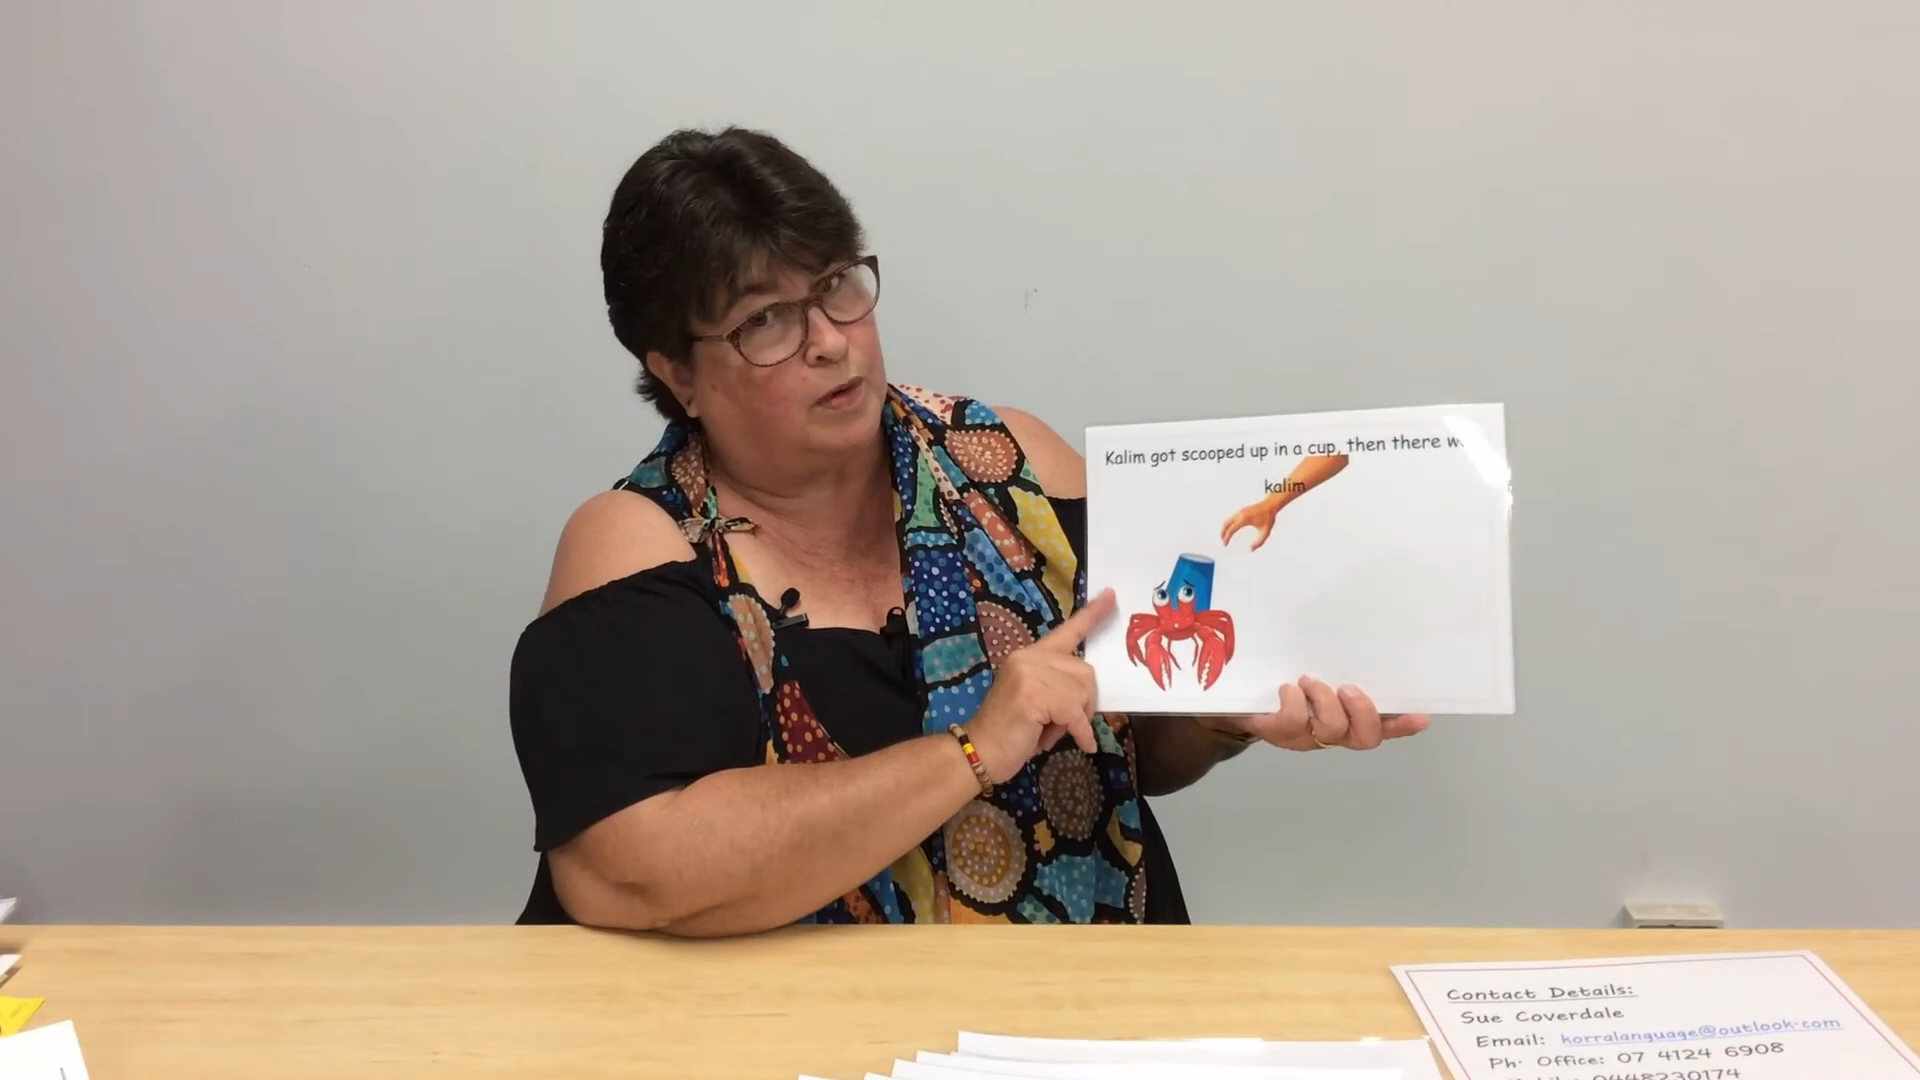 Kalim got scooped up in a cup, then there
kalim
Contact Details:
Sue Coverdale
Email: korralanguage@outlook.com
Ph. Office: 07 4124 6908
0448230174